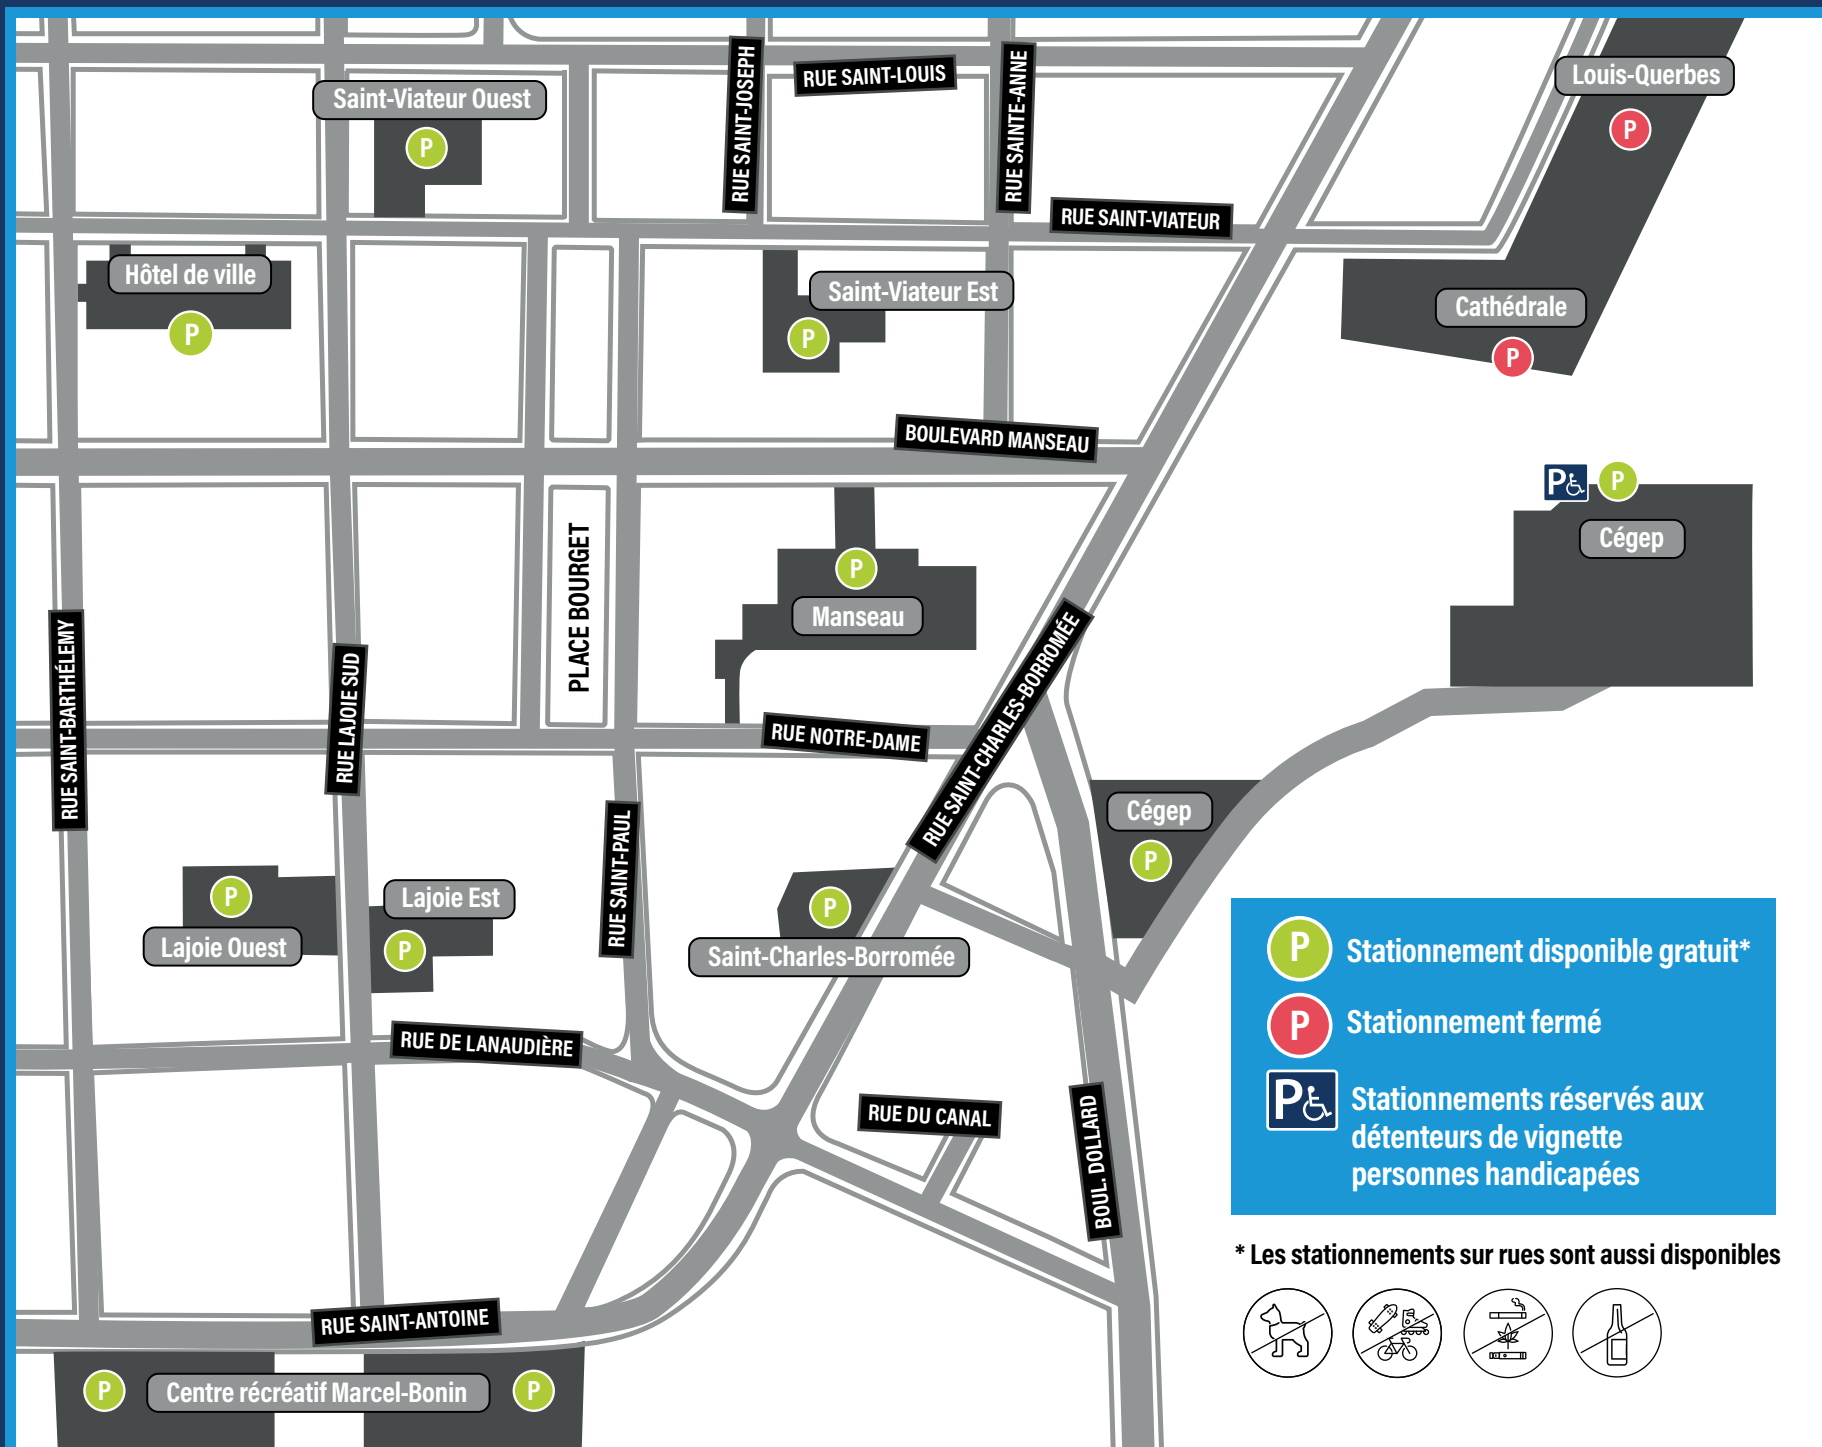 RUE SAINT-JOSEPH
RUE SAINT-LOUIS
RUE SAINTE-ANNE
Louis-Querbes
P
Saint-Viateur Ouest
P
RUE SAINT-VIATEUR
Hôtel de ville
P
Saint-Viateur Est
P
Cathédrale
P
BOULEVARD MANSEAU
P
P
Cégep
PLACE BOURGET
P
Manseau
RUE SAINT-BARTHÉLEMY
RUE LAJOIE SUD
RUE SAINT-CHARLES-BORROMÉE
RUE NOTRE-DAME
Cégep
P
RUE SAINT-PAUL
P
Lajoie Ouest
Lajoie Est
P
P
Saint-Charles-Borromée
RUE DE LANAUDIÈRE
RUE DU CANAL
BOUL. DOLLARD
RUE SAINT-ANTOINE
P
Centre récréatif Marcel-Bonin
P
P
Stationnement disponible gratuit*
P
Stationnement fermé
P
Stationnements réservés aux
détenteurs de vignette
personnes handicapées
* Les stationnements sur rues sont aussi disponibles